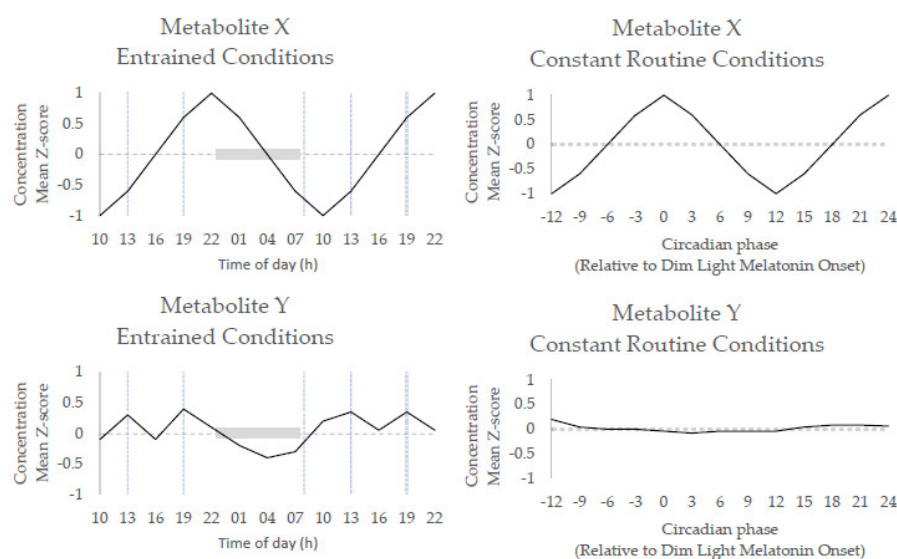 Metabolite X
Entrained Conditions
Concentration
Mean Z-score
1
0.5
0
-0.5
-1
10 13 16 19 22 01 04 07 10 13 16 19 22
Time of day (h)
Metabolite X
Constant Routine Conditions
Concentration
Mean Z-score
1
0.5
0
-0.5
-1
-12 -9 -6 -3 0 3 6 9 12 15 18 21 24
Circadian phase
(Relative to Dim Light Melatonin Onset)
Metabolite Y
Entrained Conditions
Concentration
Mean Z-score
1
0.5
0
-0.5
-1
10 13 16 19 22 01 04 07 10 13 16 19 22
Time of day (h)
Metabolite Y
Constant Routine Conditions
Concentration
Mean Z-score
1
0.5
0
-0.5
-1
-12 -9 -6 -3 0 3 6 9 12 15 18 21 24
Circadian phase
(Relative to Dim Light Melatonin Onset)